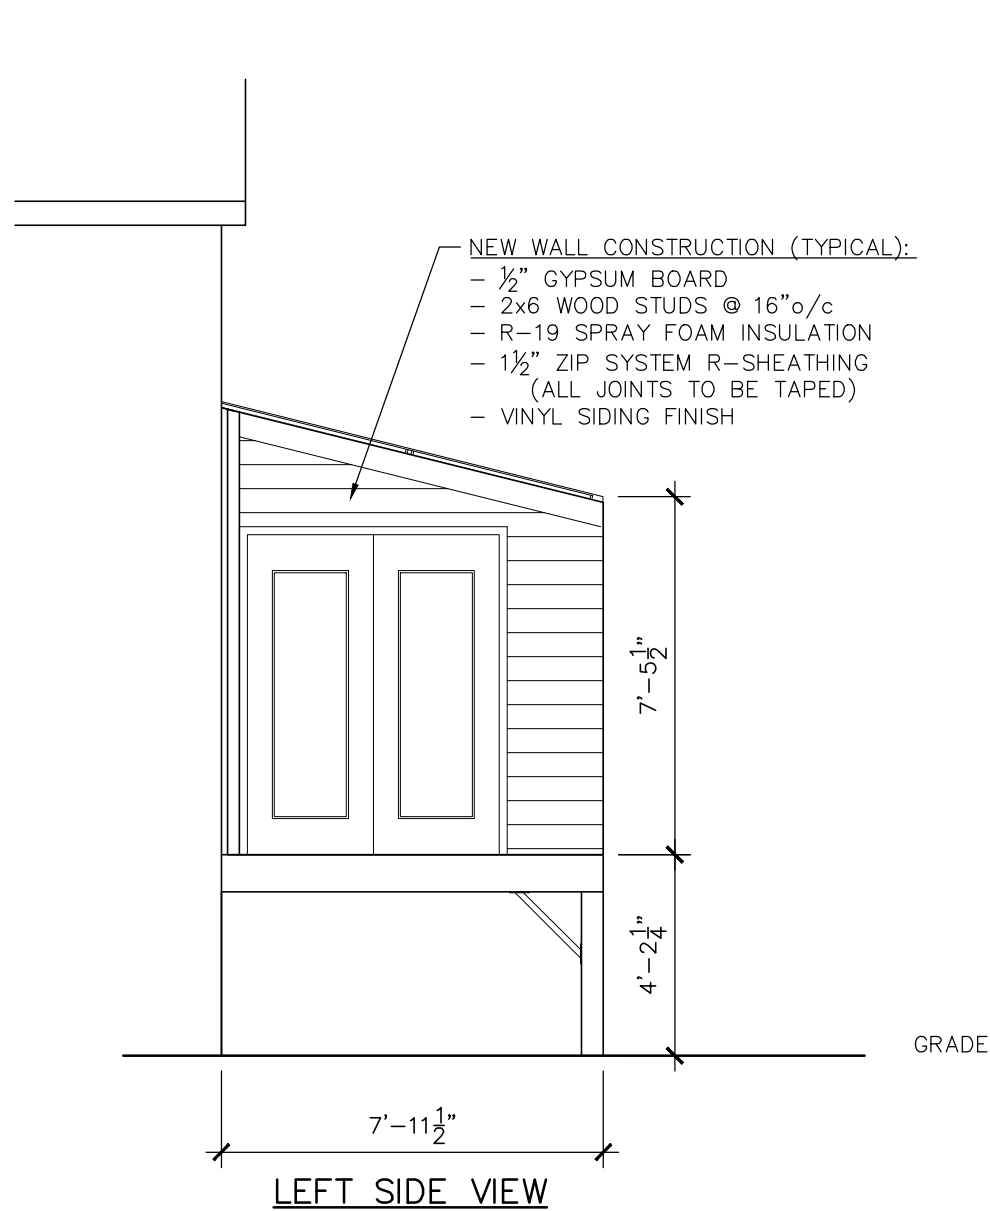 NEW WALL CONSTRUCTION (TYPICAL):
– ½" GYPSUM BOARD
– 2x6 WOOD STUDS @ 16"o/c
– R–19 SPRAY FOAM INSULATION
– 1½" ZIP SYSTEM R–SHEATHING
(ALL JOINTS TO BE TAPED)
– VINYL SIDING FINISH
7'–5½"
4'–2¼"
GRADE
7'–11½"
LEFT SIDE VIEW